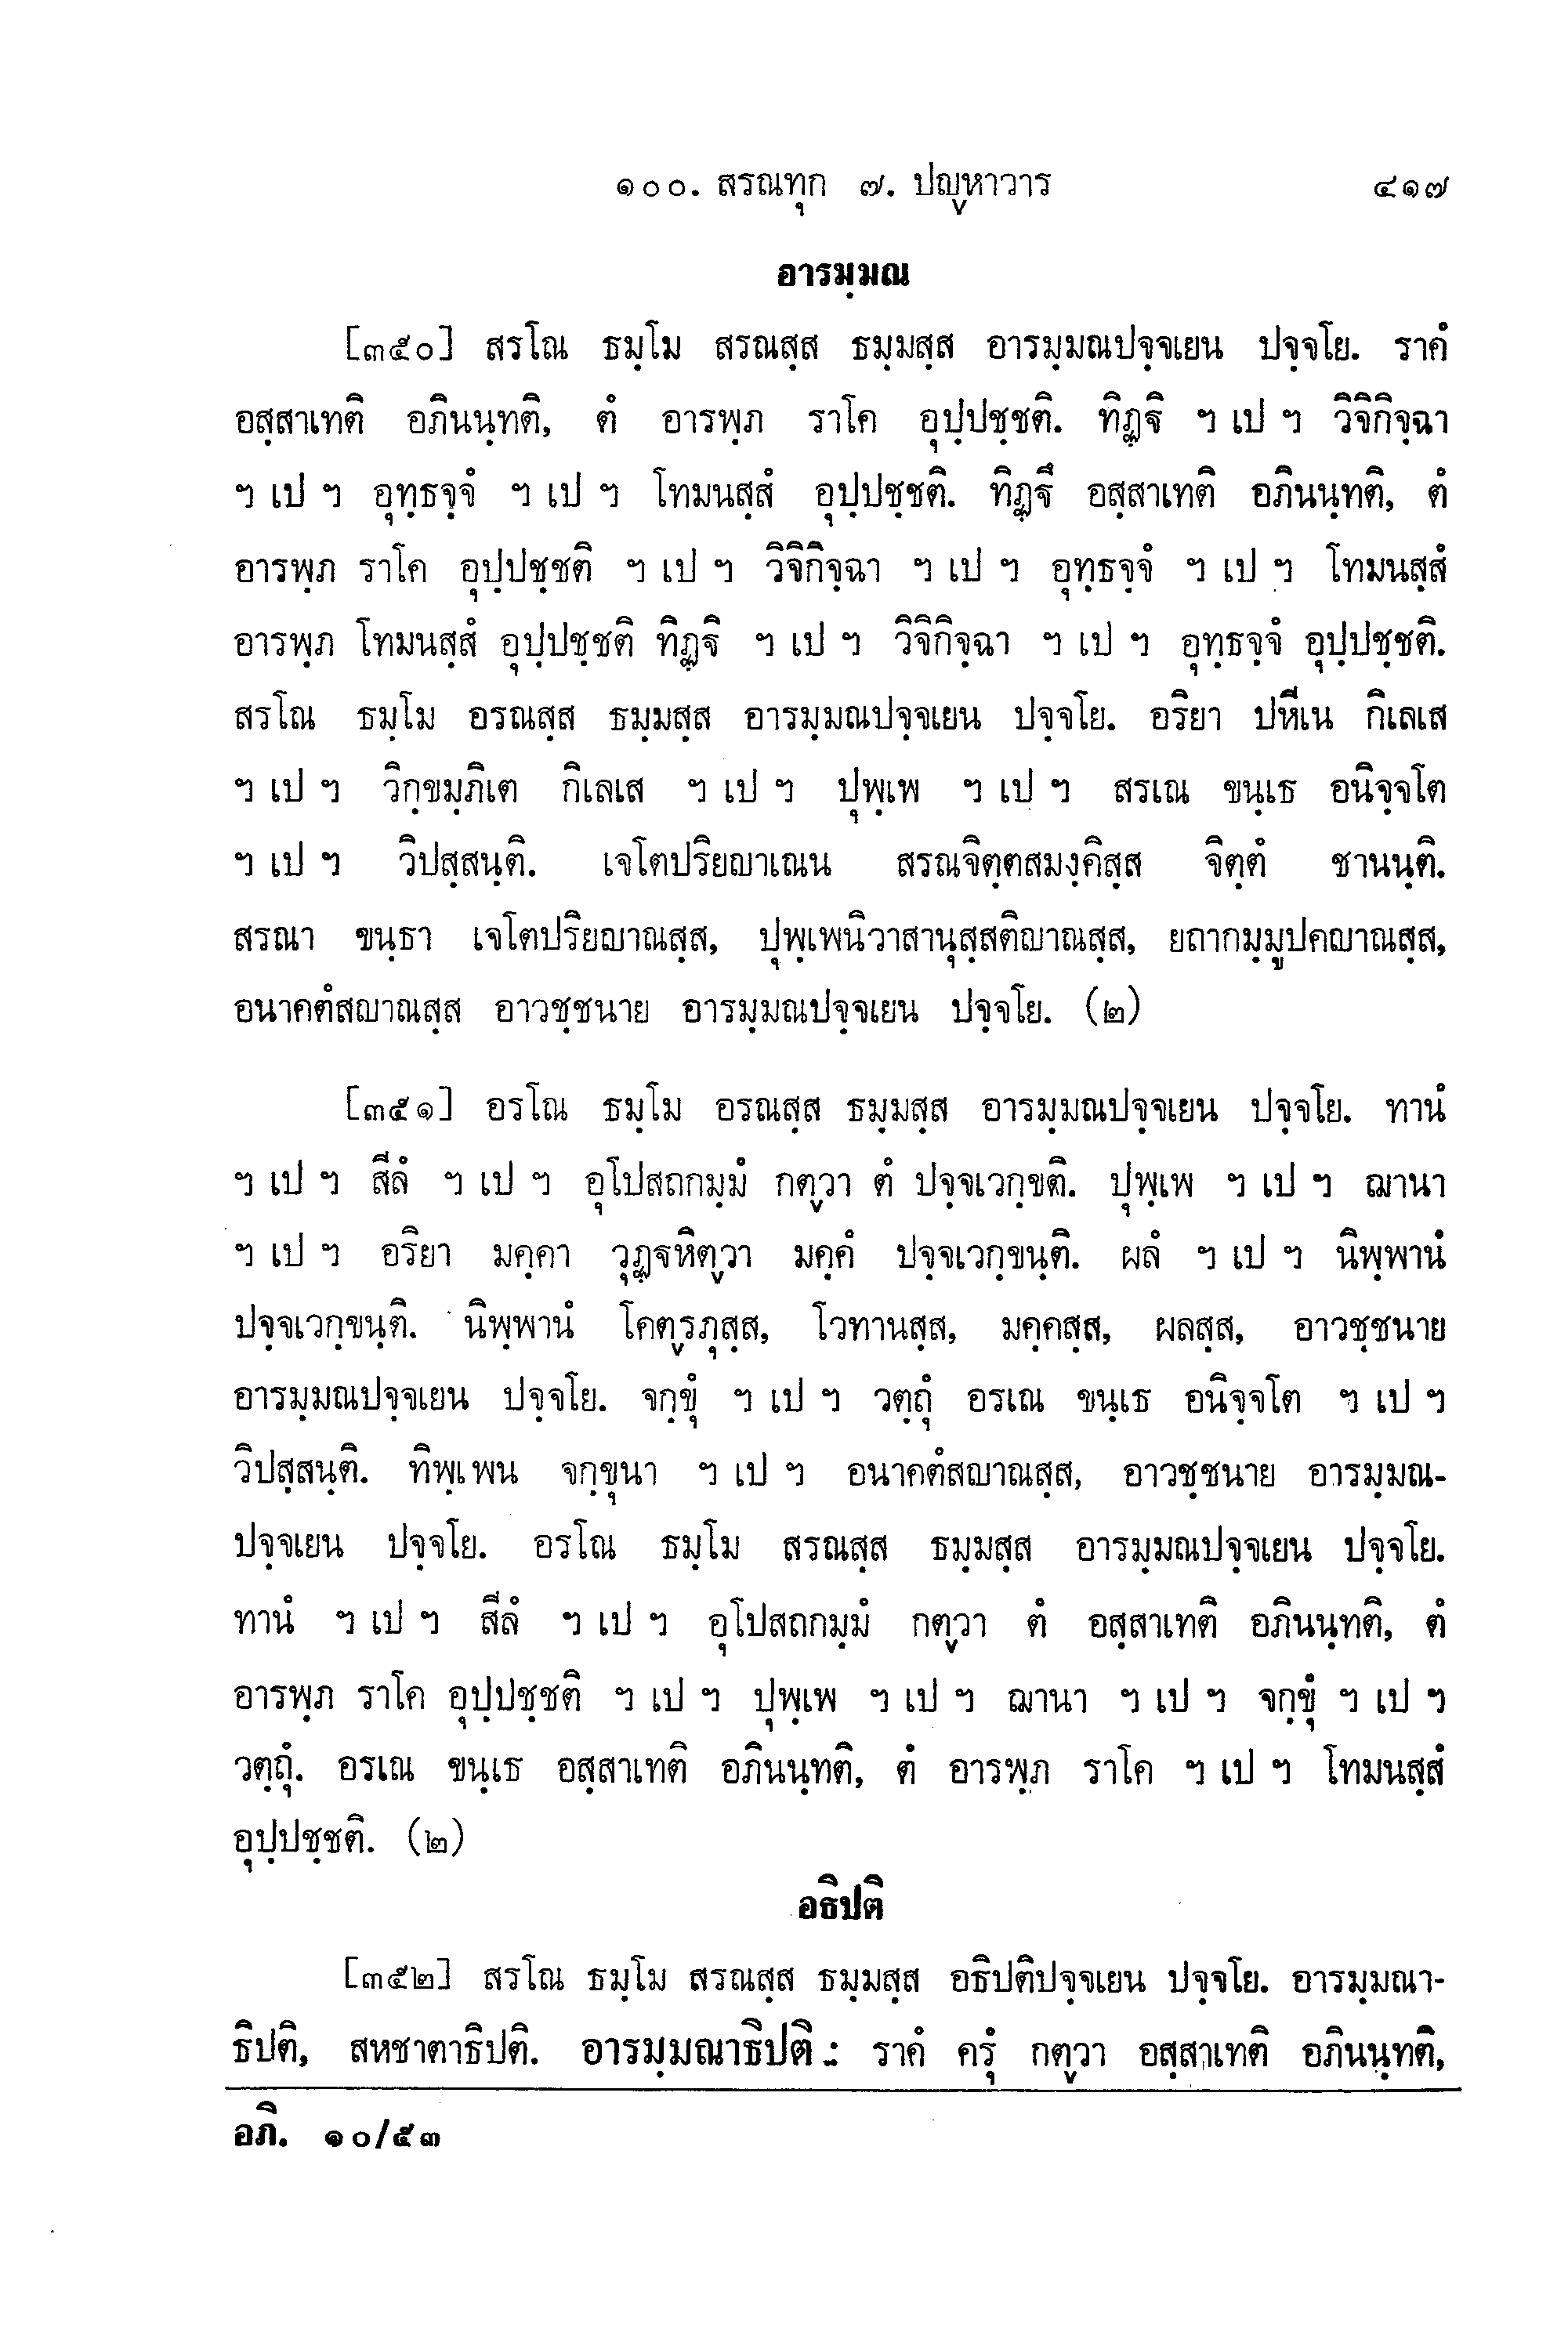 ๑๐๐. สรณทุก ๗. ปญฺหาวาร ๔๑๗
อารมฺมณ
[๓๕๐] สรโณ ธมฺโม สรณสฺส ธมฺมสฺส อารมฺมณปจฺจเยน ปจฺจโย. ราคํ
อสฺสาเทติ อภินนฺทติ, ตํ อารพฺภ ราโค อุปฺปชฺชติ. ทิฏฺฐิ ฯ เป ฯ วิจิกิจฺฉา
ฯ เป ฯ อุทฺธจฺจํ ฯ เป ฯ โทมนสฺสํ อุปฺปชฺชติ. ทิฏฺฐึ อสฺสาเทติ อภินนฺทติ, ตํ
อารพฺภ ราโค อุปฺปชฺชติ ฯ เป ฯ วิจิกิจฺฉา ฯ เป ฯ อุทฺธจฺจํ ฯ เป ฯ โทมนสฺสํ
อารพฺภ โทมนสฺสํ อุปฺปชฺชติ ทิฏฺฐิ ฯ เป ฯ วิจิกิจฺฉา ฯ เป ฯ อุทฺธจฺจํ อุปฺปชฺชติ.
สรโณ ธมฺโม อรณสฺส ธมฺมสฺส อารมฺมณปจฺจเยน ปจฺจโย. อริยา ปหีเน กิเลเส
ฯ เป ฯ วิกฺขมฺภิเต กิเลเส ฯ เป ฯ ปุพฺเพ ฯ เป ฯ สรเณ ขนฺเธ อนิจฺจโต
ฯ เป ฯ วิปสฺสนฺติ. เจโตปริยญาเณน สรณจิตฺตสมงฺคิสฺส จิตฺตํ ชานนฺติ.
สรณา ขนฺธา เจโตปริยญาณสฺส, ปุพฺเพนิวาสานุสฺสติญาณสฺส, ยถากมฺมูปคญาณสฺส,
อนาคตํสญาณสฺส อาวชฺชนาย อารมฺมณปจฺจเยน ปจฺจโย. (๒)
[๓๕๑] อรโณ ธมฺโม อรณสฺส ธมฺมสฺส อารมฺมณปจฺจเยน ปจฺจโย. ทานํ
ฯ เป ฯ สีลํ ฯ เป ฯ อุโปสถกมฺมํ กตฺวา ตํ ปจฺจเวกฺขติ. ปุพฺเพ ฯ เป ฯ ฌานา
ฯ เป ฯ อริยา มคฺคา วุฏฺฐหิตฺวา มคฺคํ ปจฺจเวกฺขนฺติ. ผลํ ฯ เป ฯ นิพฺพานํ
ปจฺจเวกฺขนฺติ. นิพฺพานํ โคตฺรภุสฺส, โวทานสฺส, มคฺคสฺส, ผลสฺส, อาวชฺชนาย
อารมฺมณปจฺจเยน ปจฺจโย. จกฺขุํ ฯ เป ฯ วตฺถุํ อรเณ ขนฺเธ อนิจฺจโต ฯ เป ฯ
วิปสฺสนฺติ. ทิพฺเพน จกฺขุนา ฯ เป ฯ อนาคตํสญาณสฺส, อาวชฺชนาย อารมฺมณ-
ปจฺจเยน ปจฺจโย. อรโณ ธมฺโม สรณสฺส ธมฺมสฺส อารมฺมณปจฺจเยน ปจฺจโย.
ทานํ ฯ เป ฯ สีลํ ฯ เป ฯ อุโปสถกมฺมํ กตฺวา ตํ อสฺสาเทติ อภินนฺทติ, ตํ
อารพฺภ ราโค อุปฺปชฺชติ ฯ เป ฯ ปุพฺเพ ฯ เป ฯ ฌานา ฯ เป ฯ จกฺขุํ ฯ เป ฯ
วตฺถุํ. อรเณ ขนฺเธ อสฺสาเทติ อภินนฺทติ, ตํ อารพฺภ ราโค ฯ เป ฯ โทมนสฺสํ
อุปฺปชฺชติ. (๒)
อธิปติ
[๓๕๒] สรโณ ธมฺโม สรณสฺส ธมฺมสฺส อธิปติปจฺจเยน ปจฺจโย. อารมฺมณา-
ธิปติ, สหชาตาธิปติ. อารมฺมณาธิปติ : ราคํ ครุํ กตฺวา อสฺสาเทติ อภินนฺทติ,
อภิ. ๑๐/๕๓